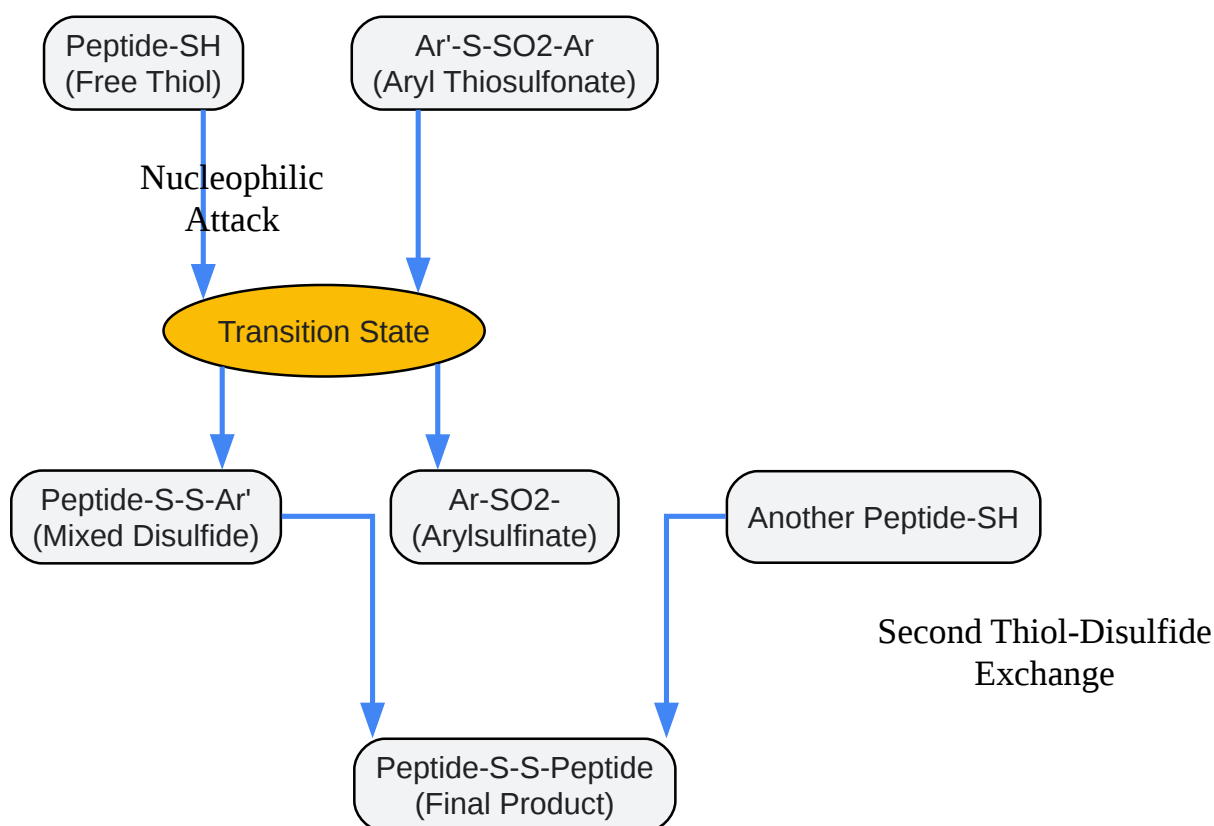 Peptide-SH
(Free Thiol)
Ar'-S-SO2-Ar
(Aryl Thiosulfonate)
Nucleophilic
Attack
Transition State
Peptide-S-S-Ar'
(Mixed Disulfide)
Ar-SO2-
(Arylsulfinate)
Another Peptide-SH
Second Thiol-Disulfide
Exchange
Peptide-S-S-Peptide
(Final Product)